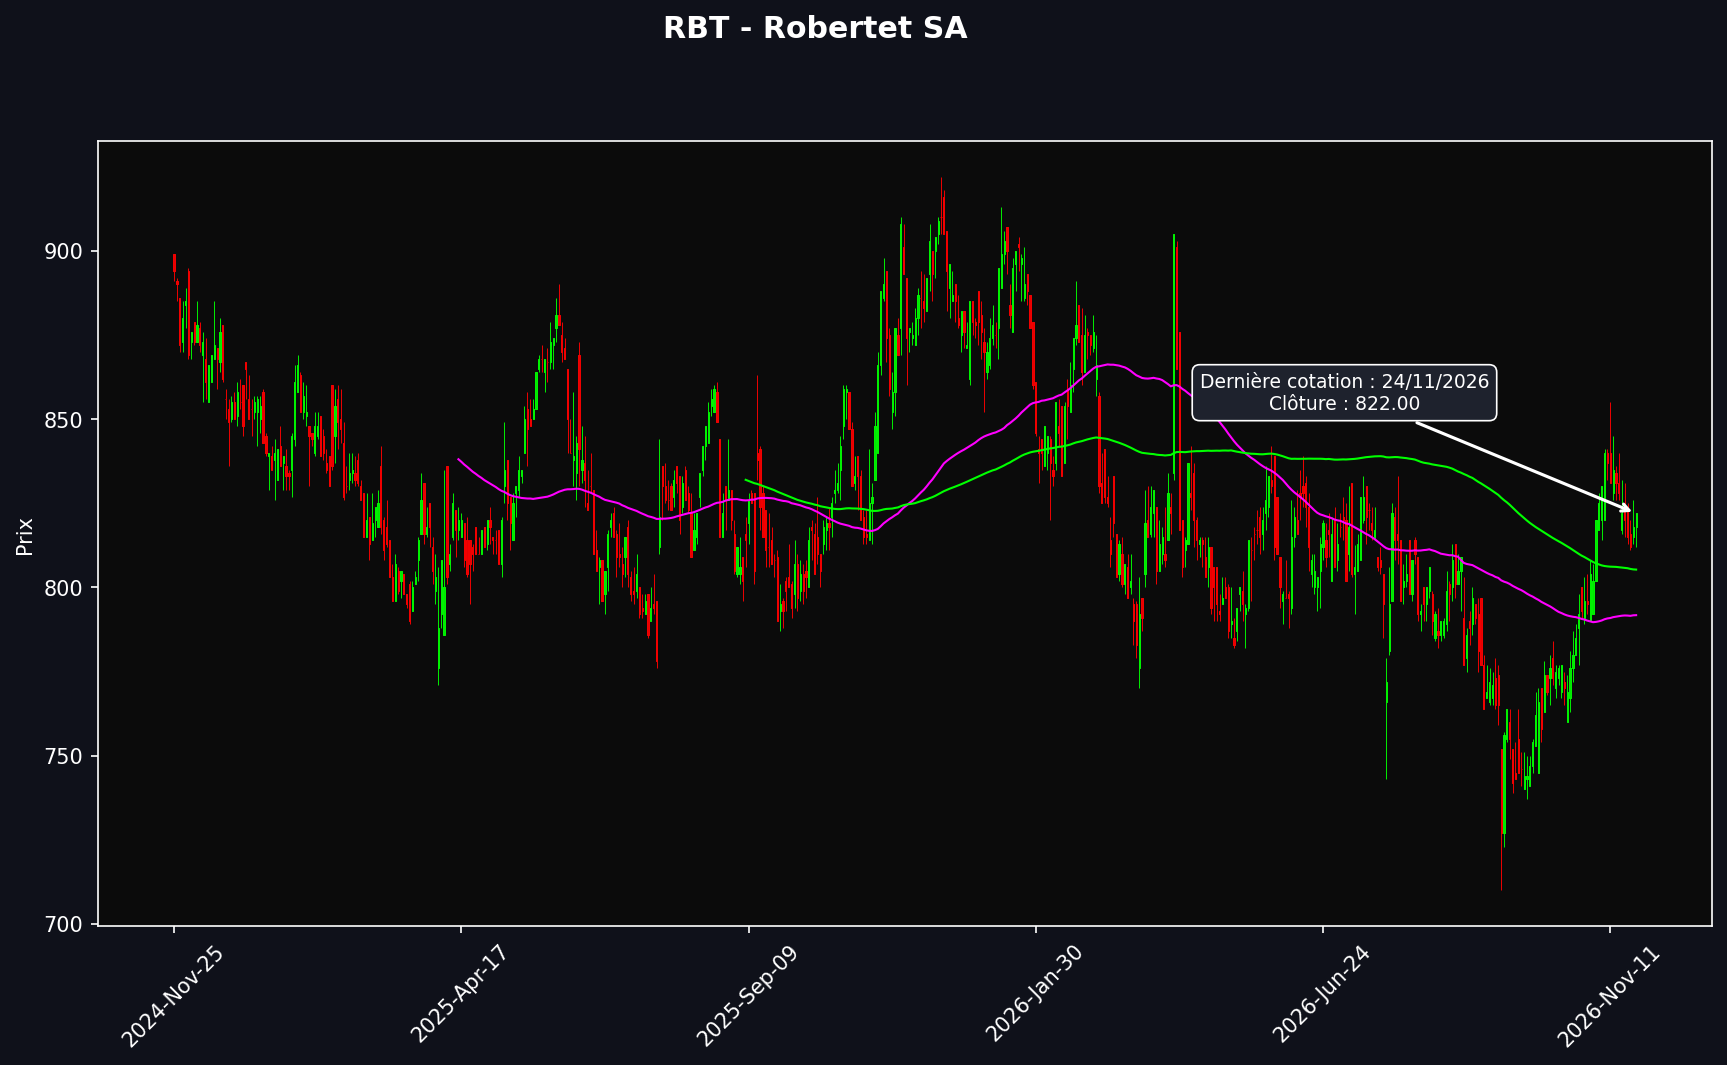 RBT - Robertet SA
Prix
900
850
800
750
700
Dernière cotation : 24/11/2026
Clôture : 822.00
2024-Nov-25
2025-Apr-17
2025-Sep-09
2026-Jan-30
2026-Jun-24
2026-Nov-11